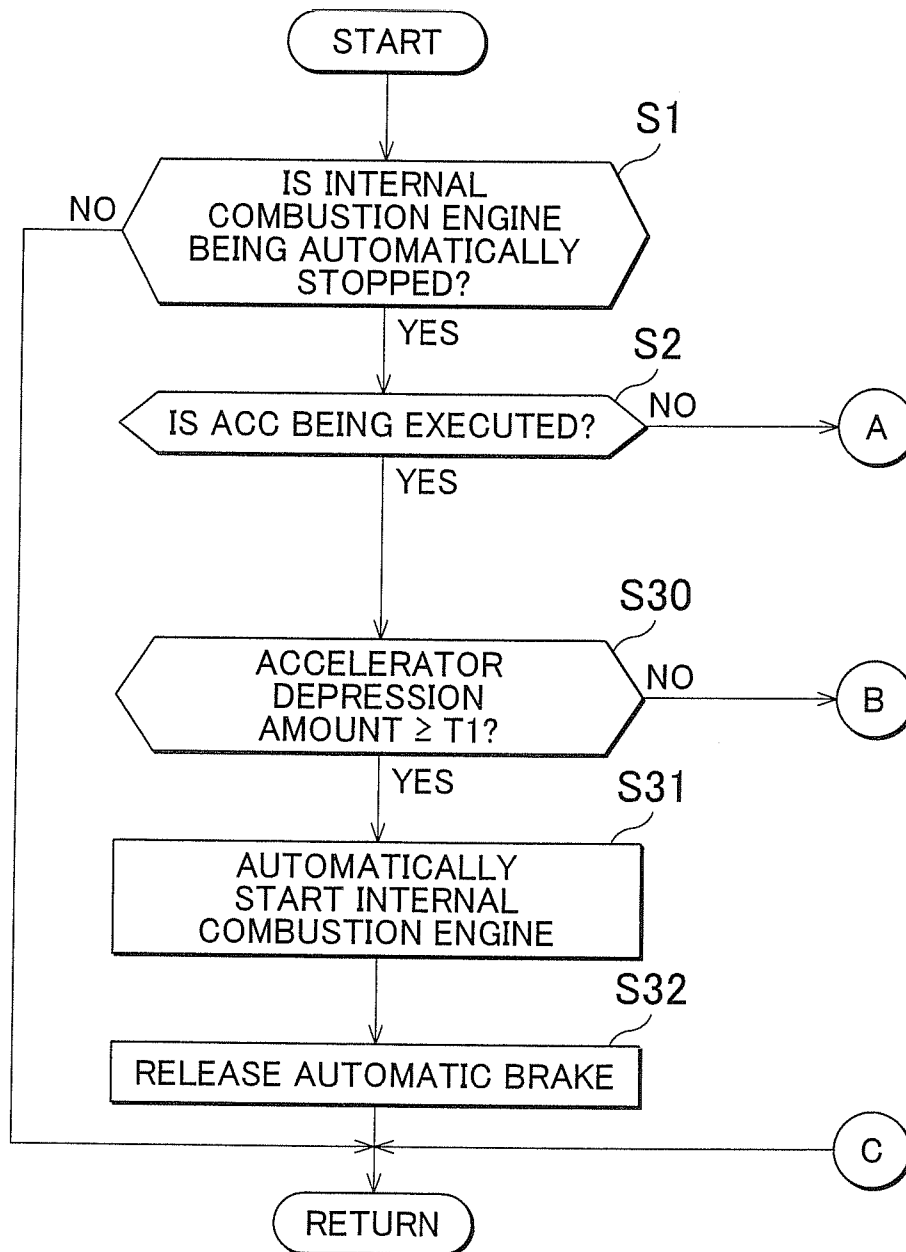 START
S1
IS INTERNAL
COMBUSTION ENGINE
BEING AUTOMATICALLY
STOPPED?
NO
YES
S2
IS ACC BEING EXECUTED?
NO
A
YES
S30
ACCELERATOR
DEPRESSION
AMOUNT ≥ T1?
NO
B
YES
S31
AUTOMATICALLY
START INTERNAL
COMBUSTION ENGINE
S32
RELEASE AUTOMATIC BRAKE
C
RETURN